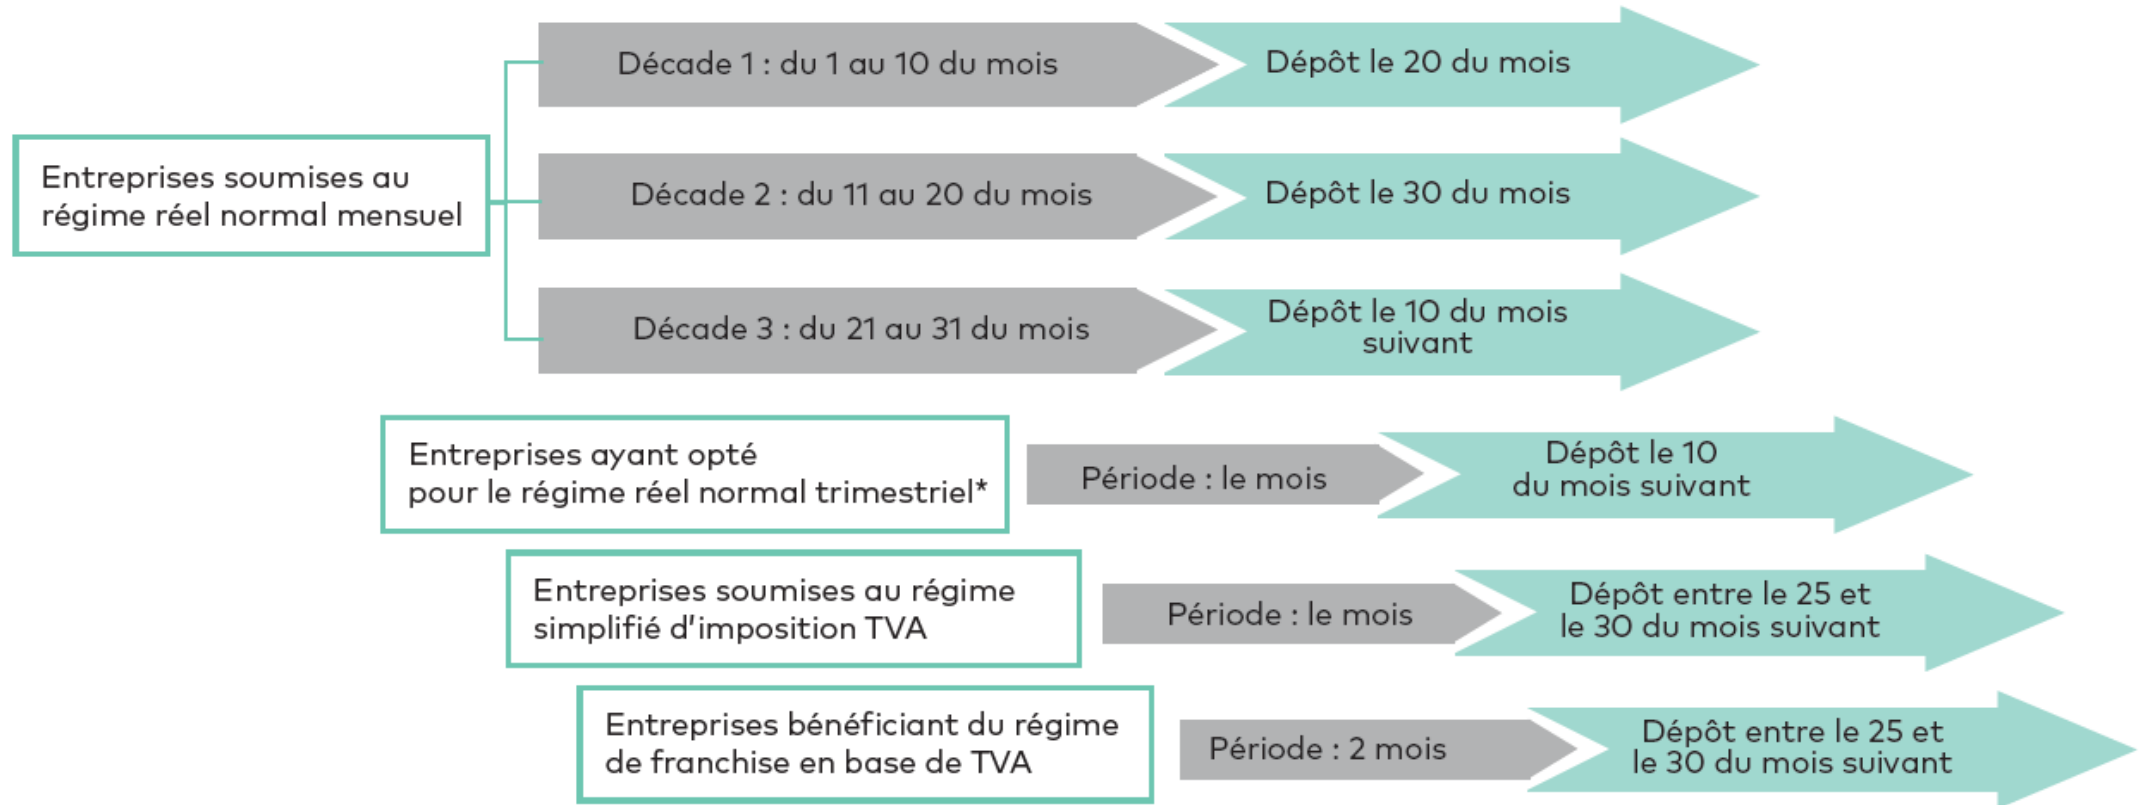 Entreprises soumises au
régime réel normal mensuel
Décade 1 : du 1 au 10 du mois
Dépôt le 20 du mois
Décade 2 : du 11 au 20 du mois
Dépôt le 30 du mois
Décade 3 : du 21 au 31 du mois
Dépôt le 10 du mois
suivant
Entreprises ayant opté
pour le régime réel normal trimestriel*
Période : le mois
Dépôt le 10
du mois suivant
Entreprises soumises au régime
simplifié d’imposition TVA
Période : le mois
Dépôt entre le 25 et
le 30 du mois suivant
Entreprises bénéficiant du régime
de franchise en base de TVA
Période : 2 mois
Dépôt entre le 25 et
le 30 du mois suivant